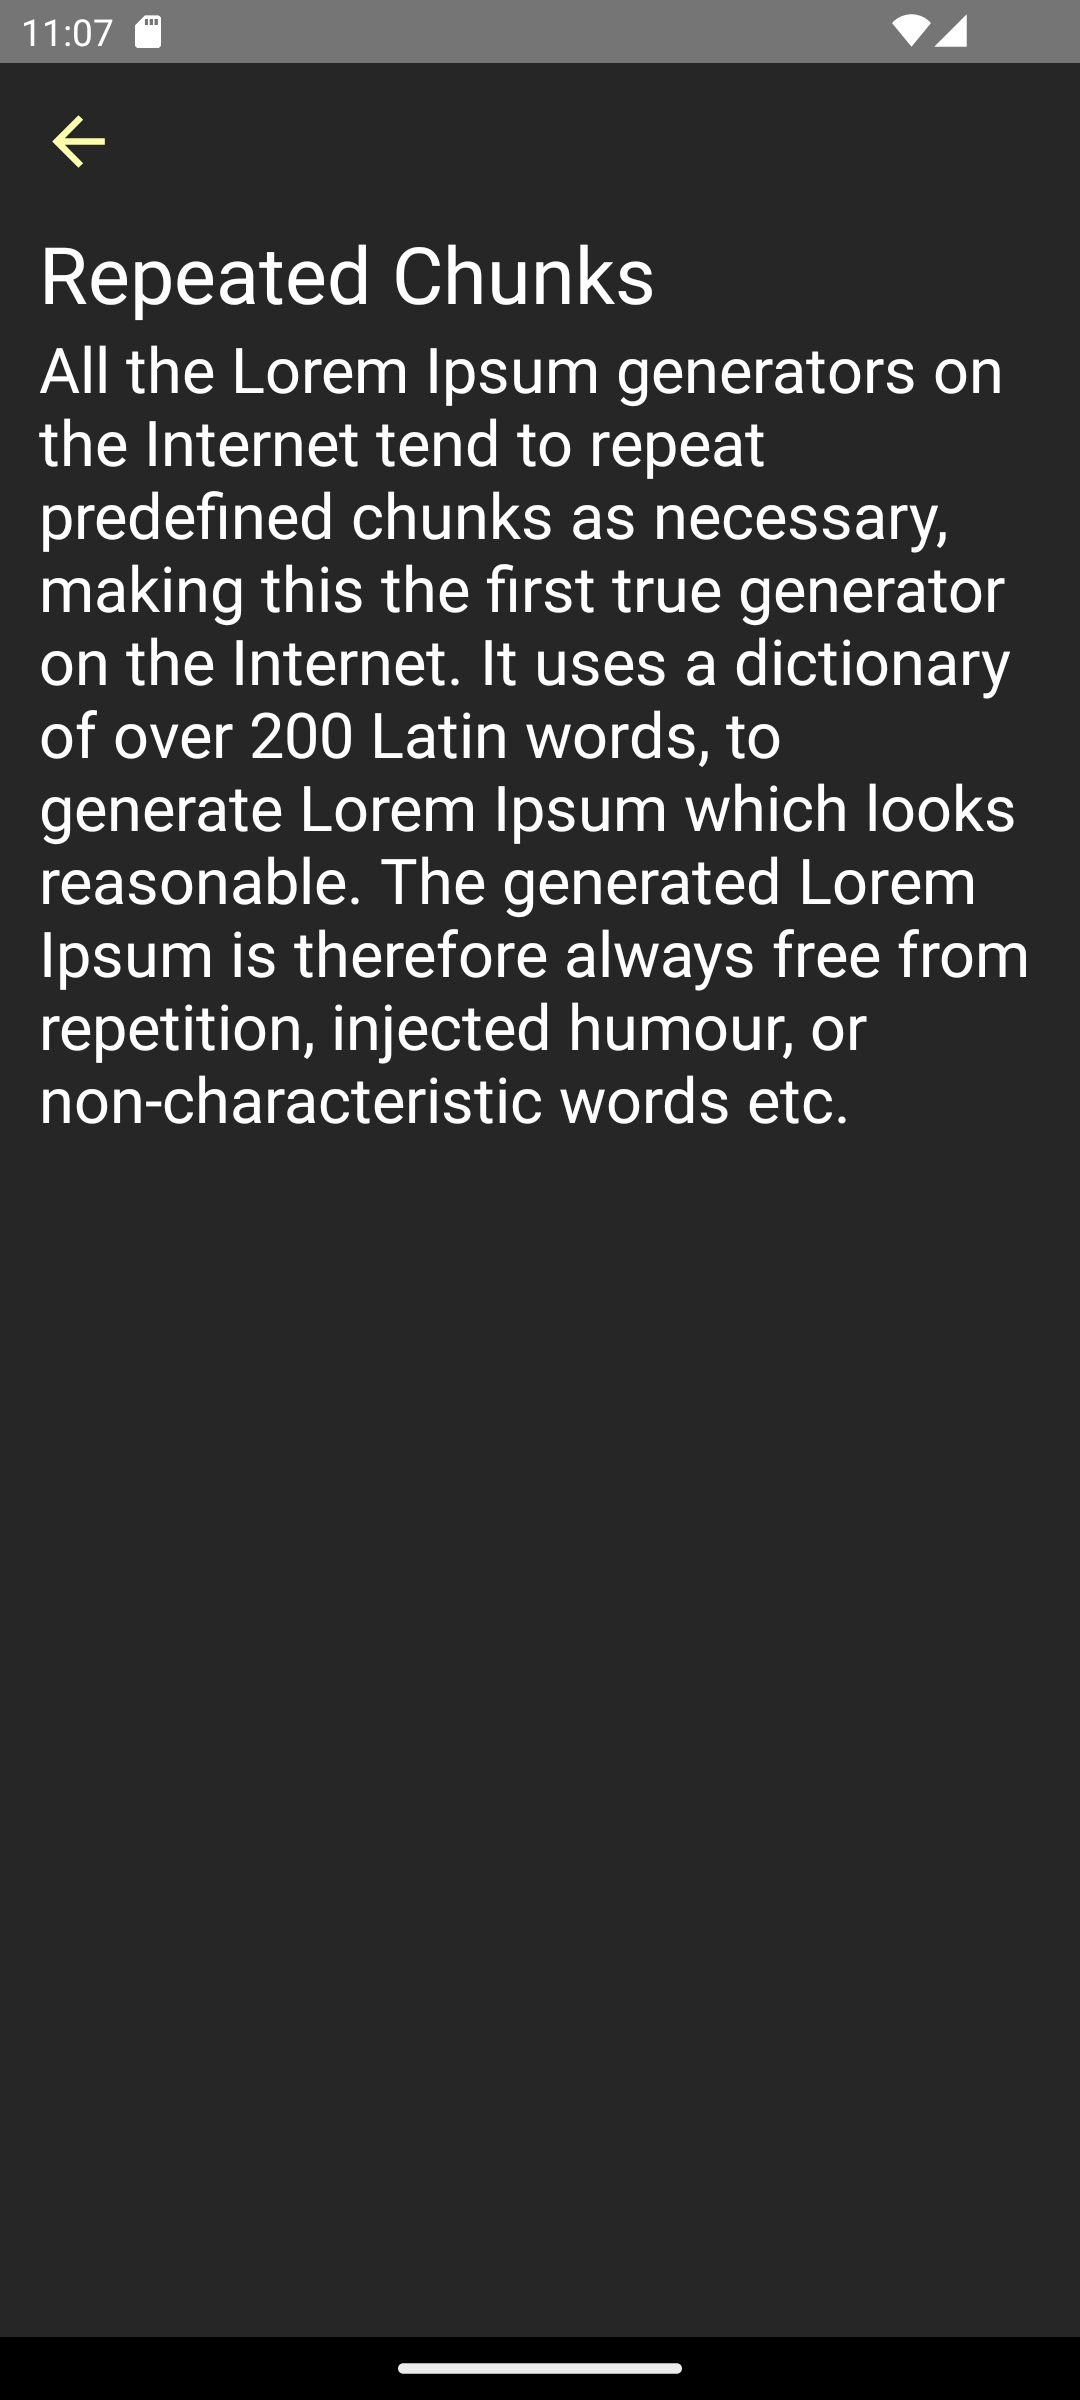 11:07
Repeated Chunks
All the Lorem Ipsum generators on
the Internet tend to repeat
predefined chunks as necessary,
making this the first true generator
on the Internet. It uses a dictionary
of over 200 Latin words, to
generate Lorem Ipsum which looks
reasonable. The generated Lorem
Ipsum is therefore always free from
repetition, injected humour, or
non-characteristic words etc.